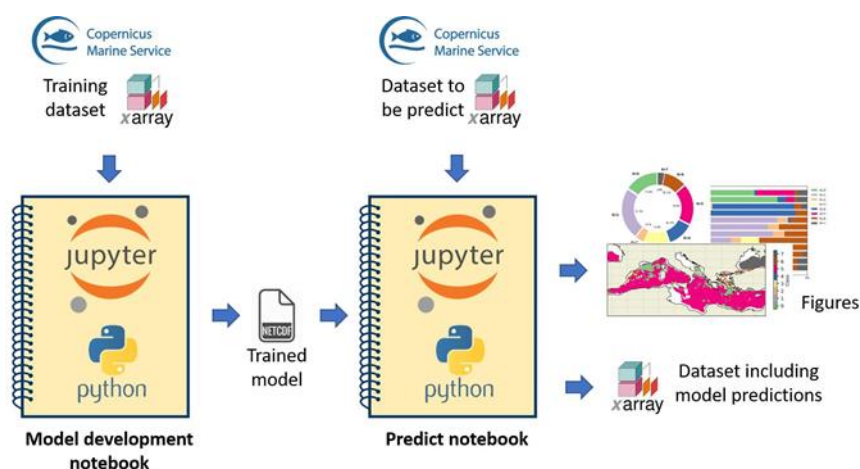 Copernicus
Marine Service
Training
dataset
xarray
Copernicus
Marine Service
Dataset to
be predict
xarray
jupyter
python
Model development
notebook
NETCDF
Trained
model
jupyter
python
Predict notebook
Figures
xarray
Dataset including
model predictions